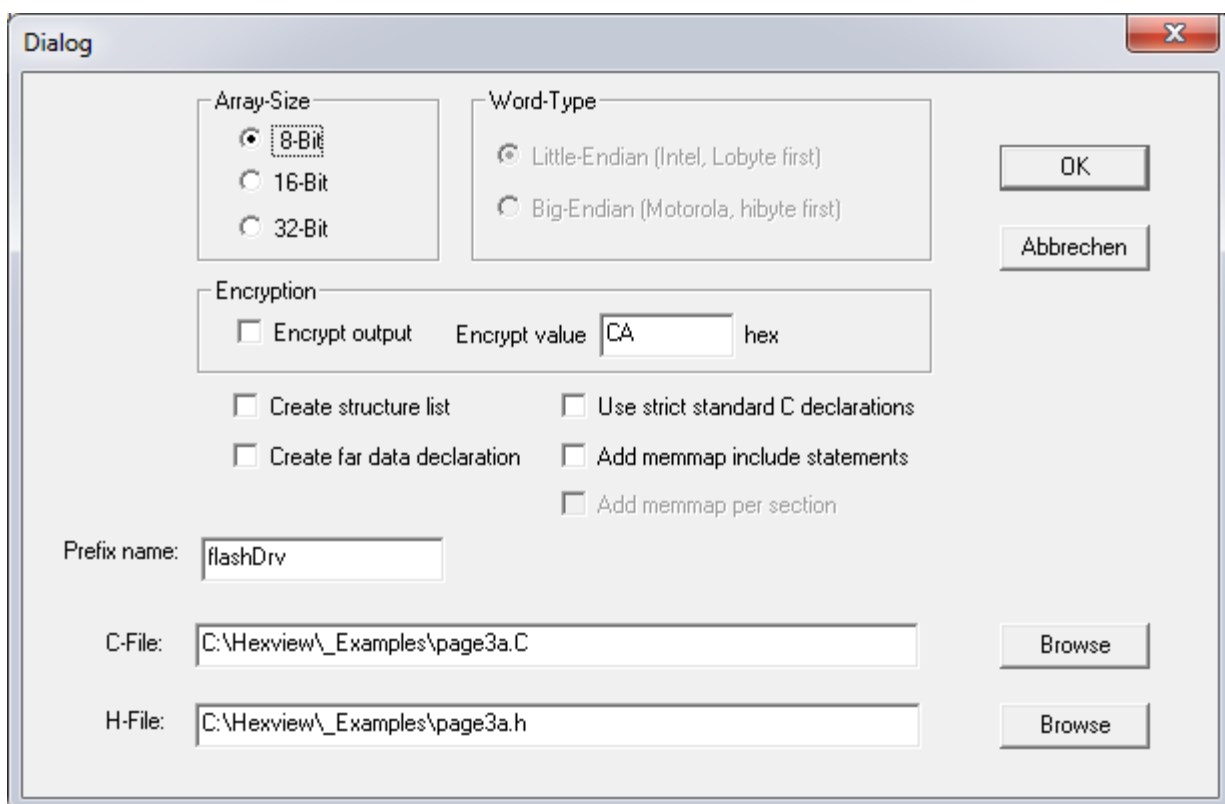 Dialog
Array-Size
8-Bit
16-Bit
32-Bit
Word-Type
Little-Endian (Intel, Lobyte first)
Big-Endian (Motorola, hibyte first)
OK
Abbrechen
Encryption
Encrypt output Encrypt value CA hex
Create structure list Use strict standard C declarations
Create far data declaration Add memmap include statements
Add memmap per section
Prefix name: flashDrv
C-File: C:\Hexview\_Examples\page3a.C Browse
H-File: C:\Hexview\_Examples\page3a.h Browse